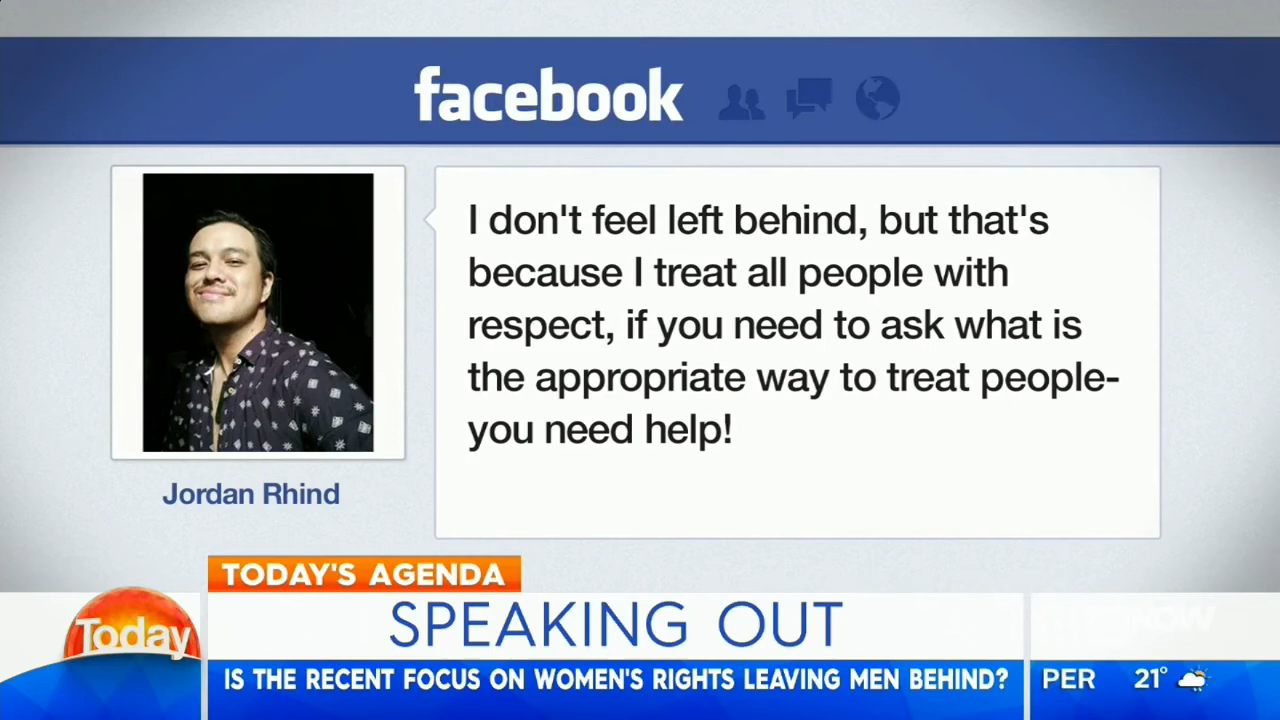 facebook
I don't feel left behind, but that's
because I treat all people with
respect, if you need to ask what is
the appropriate way to treat people-
you need help!
Jordan Rhind
TODAY'S AGENDA
SPEAKING OUT
Today
IS THE RECENT FOCUS ON WOMEN'S RIGHTS LEAVING MEN BEHIND?
PER 21°